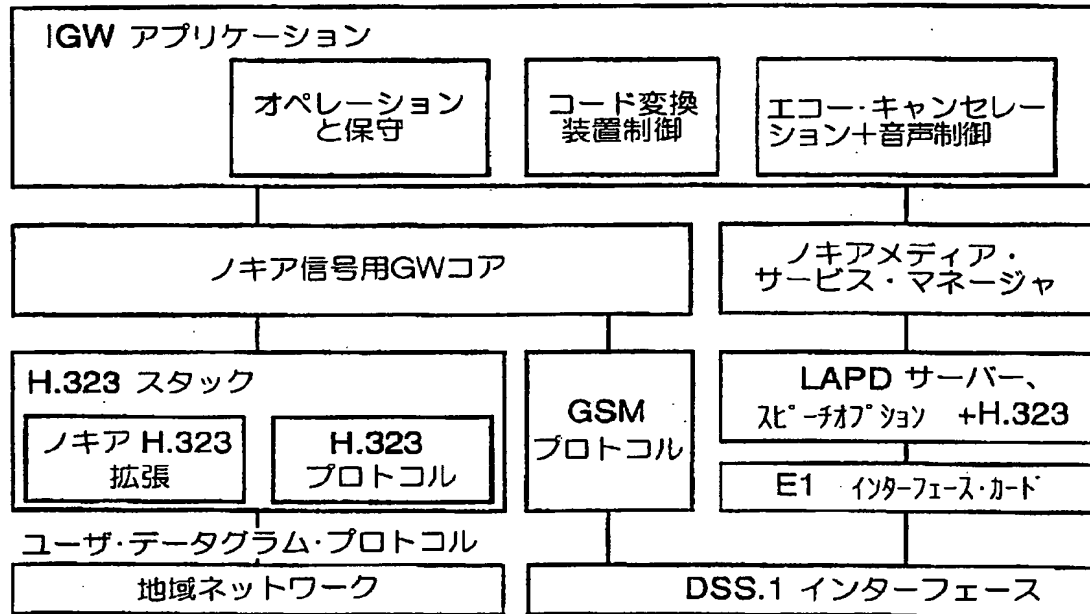 IGW アプリケーション
オペレーション
と保守
コード変換
装置制御
エコー・キャンセレー
ション＋音声制御
ノキア信号用GWコア
ノキアメディア・
サービス・マネージャ
H.323 スタック
ノキア H.323
拡張
H.323
プロトコル
GSM
プロトコル
LAPD サーバー、
スピーチオプション +H.323
E1 インターフェース・カード
ユーザ・データグラム・プロトコル
地域ネットワーク
DSS.1 インターフェース